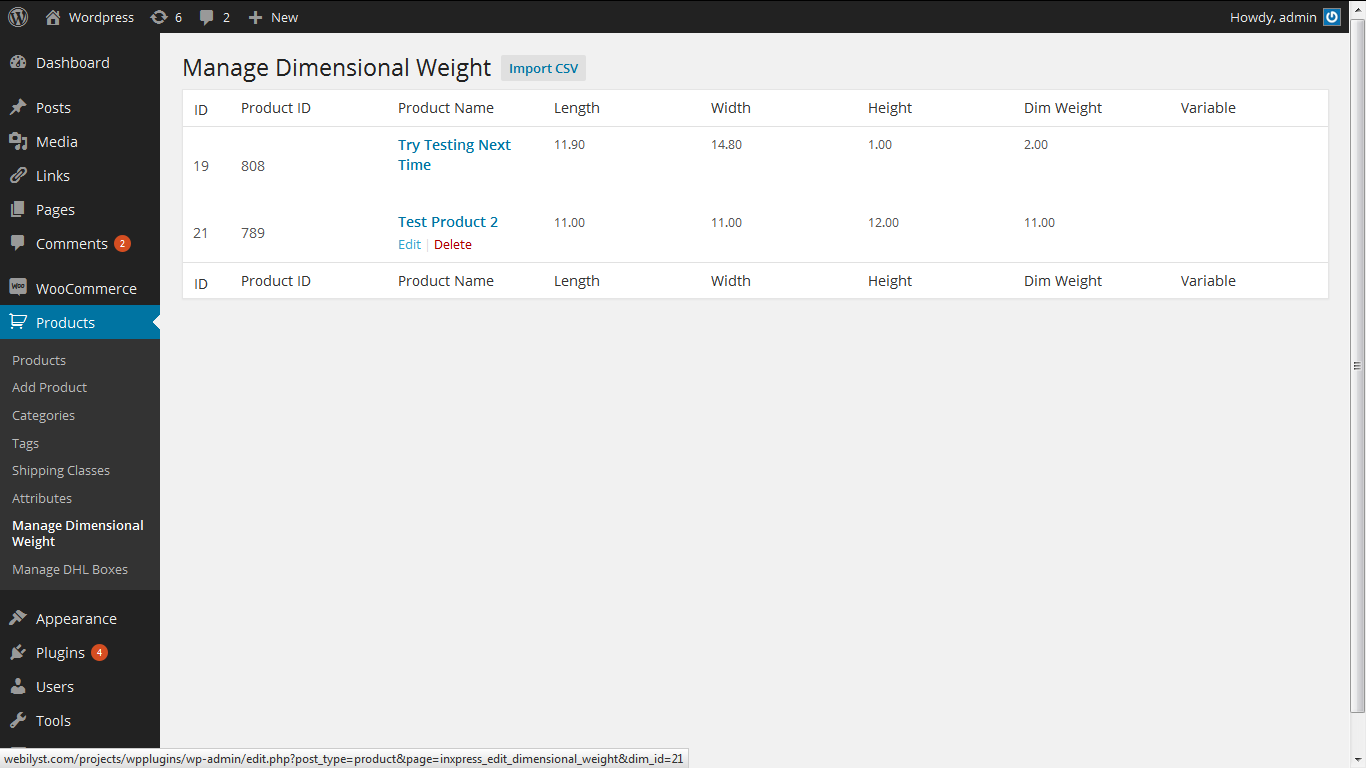 Wordpress 6 2 New Howdy, admin
Dashboard
Posts
Media
Links
Pages
Comments 2
WooCommerce
Products
Products
Add Product
Categories
Tags
Shipping Classes
Attributes
Manage Dimensional
Weight
Manage DHL Boxes
Appearance
Plugins 4
Users
Tools
Manage Dimensional Weight Import CSV
ID Product ID Product Name Length Width Height Dim Weight Variable
19 808 Try Testing Next 11.90 14.80 1.00 2.00
Time
21 789 Test Product 2 11.00 11.00 12.00 11.00
Edit | Delete
ID Product ID Product Name Length Width Height Dim Weight Variable
webilyst.com/projects/wpplugins/wp-admin/edit.php?post_type=product&page=inxpress_edit_dimensional_weight&dim_id=21